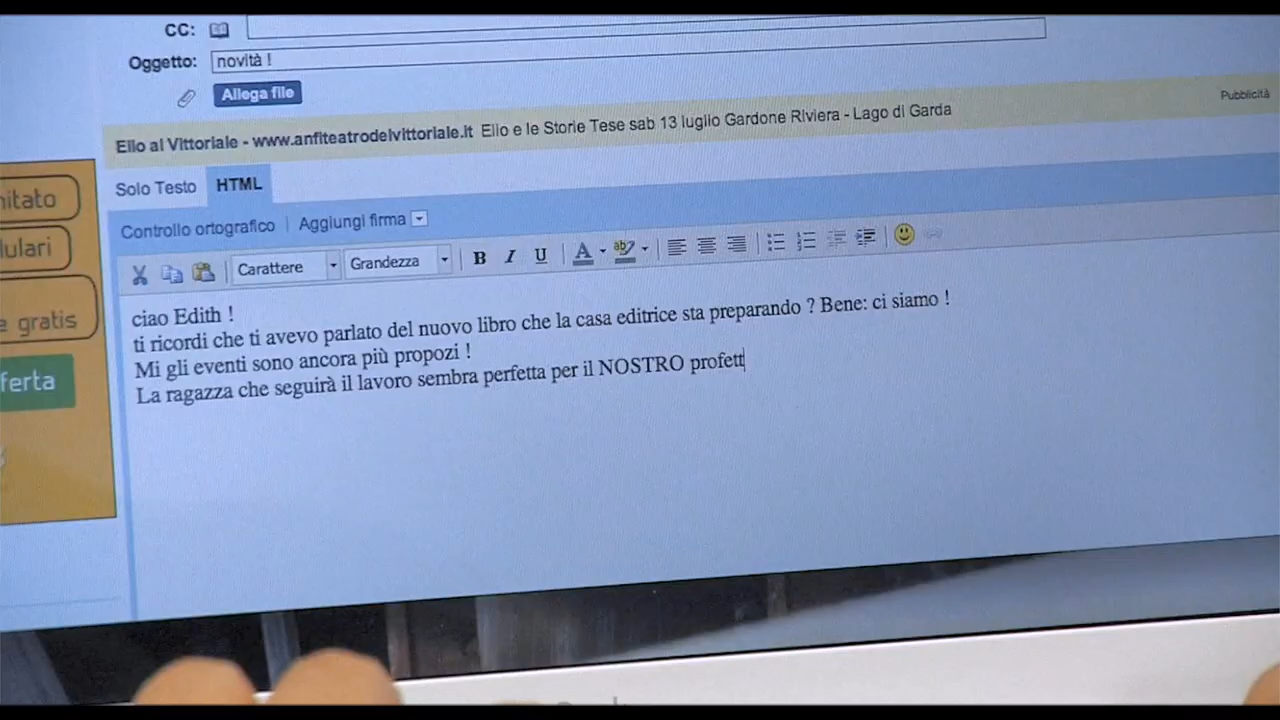 CC:
Oggetto: novità !
Allega file
Elio al Vittoriale - www.anfiteatrodelvittoriale.it Elio e le Storie Tese sab 13 luglio Gardone Riviera - Lago di Garda
Pubblicità
Solo Testo HTML
Controllo ortografico | Aggiungi firma
Carattere Grandezza B I U A
ciao Edith !
ti ricordi che ti avevo parlato del nuovo libro che la casa editrice sta preparando ? Bene: ci siamo !
Mi gli eventi sono ancora più propozi !
La ragazza che seguirà il lavoro sembra perfetta per il NOSTRO profett
mitato
lulari
e gratis
ferta